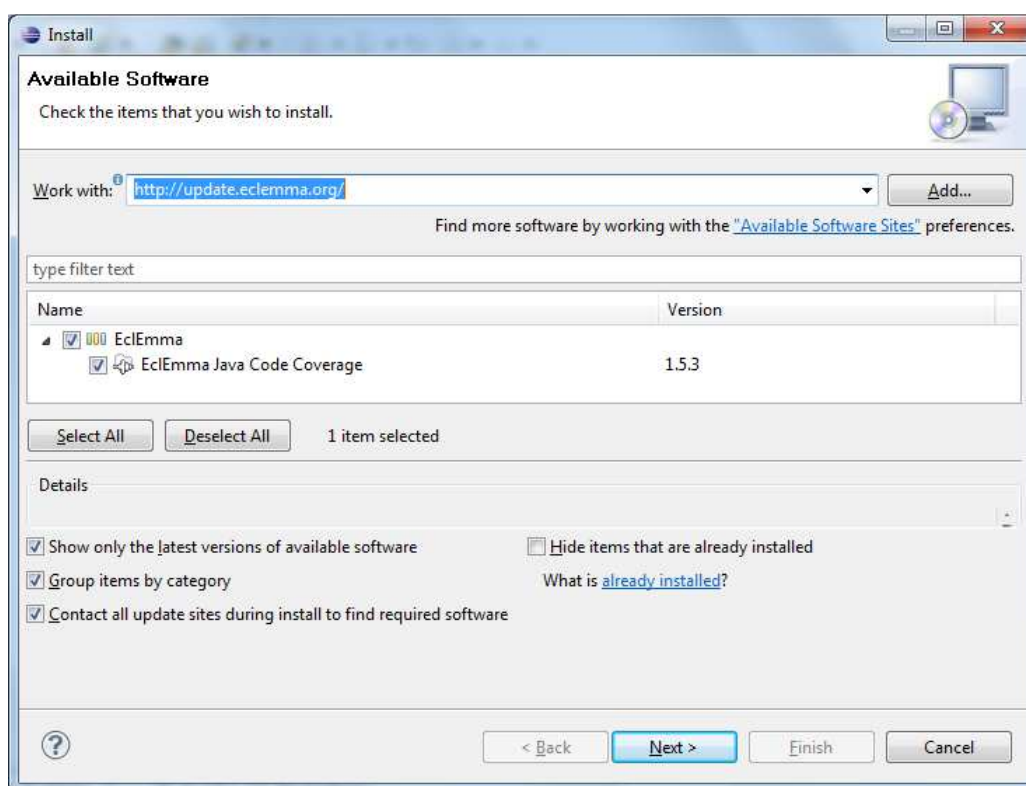 Install
Available Software
Check the items that you wish to install.
Work with: http://update.eclemma.org/ Add...
Find more software by working with the "Available Software Sites" preferences.
type filter text
Name Version
EclEmma
EclEmma Java Code Coverage 1.5.3
Select All Deselect All 1 item selected
Details
Show only the latest versions of available software Hide items that are already installed
Group items by category What is already installed?
Contact all update sites during install to find required software
? < Back Next > Finish Cancel